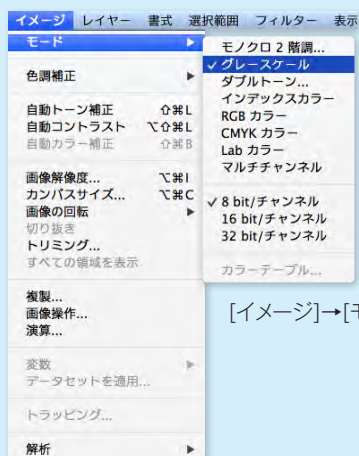 イメージ レイヤー 書式 選択範囲 フィルター 表示
モード
色調補正
自動トーン補正 ⇧⌘L
自動コントラスト ⌥⇧⌘L
自動カラー補正 ⇧⌘B
画像解像度... ⌥⌘I
カンバスサイズ... ⌥⌘C
画像の回転
切り抜き
トリミング...
すべての領域を表示
複製...
画像操作...
演算...
変数
データセットを適用...
トラッピング...
解析
モノクロ 2 階調...
✓ グレースケール
ダブルトーン...
インデックスカラー
RGB カラー
CMYK カラー
Lab カラー
マルチチャンネル
✓ 8 bit/チャンネル
16 bit/チャンネル
32 bit/チャンネル
カラーテーブル...
[イメージ]→[モ